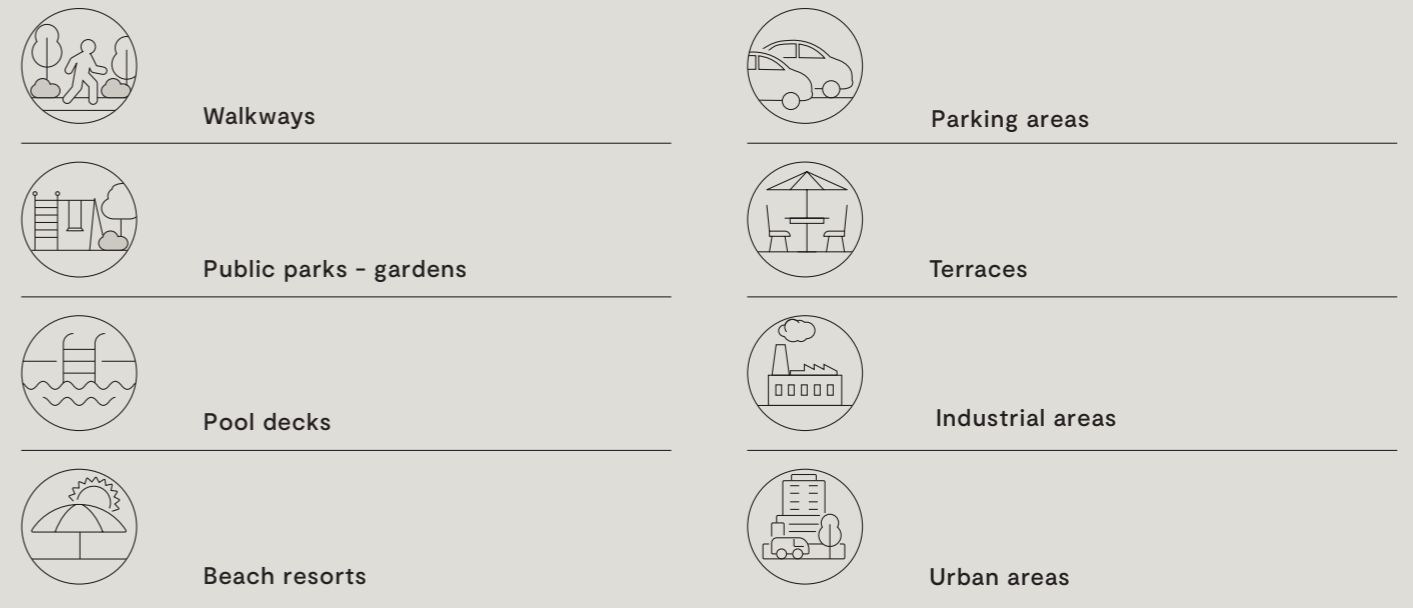 Walkways
Parking areas
Public parks - gardens
Terraces
Pool decks
Industrial areas
Beach resorts
Urban areas